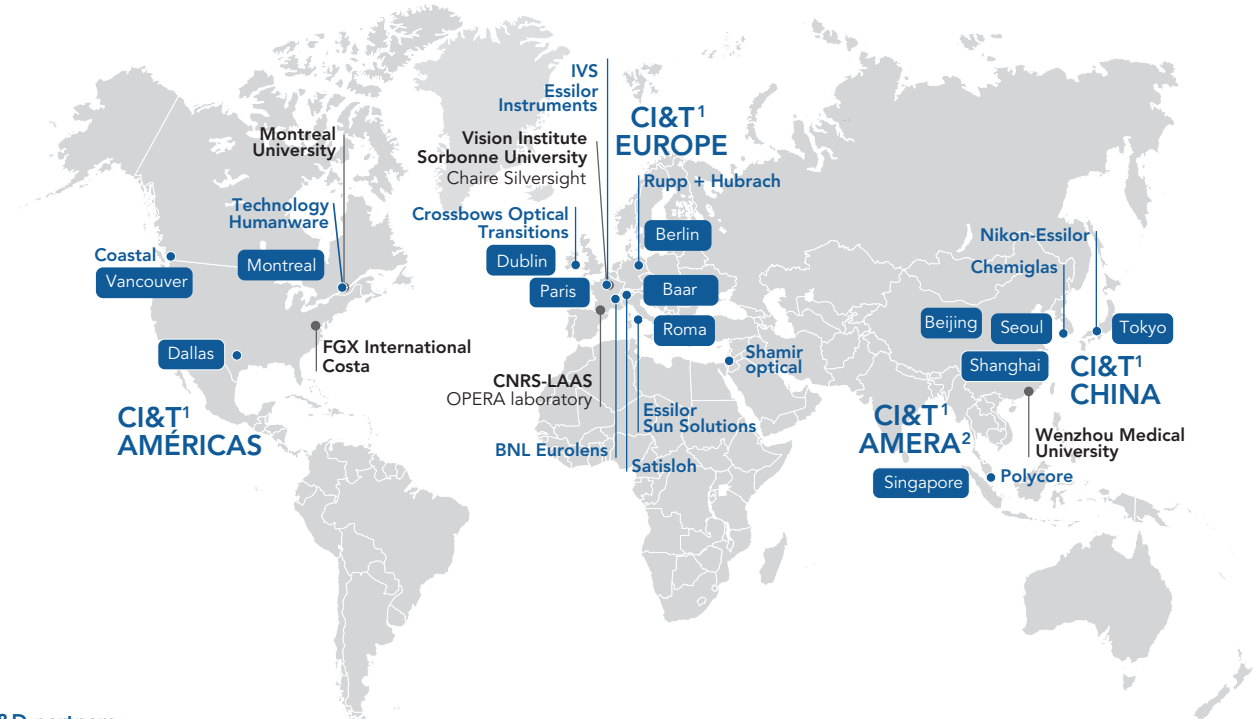 IVS
Essilor
Instruments
CI&T¹
EUROPE
Montreal
University
Vision Institute
Sorbonne University
Chaire Silversight
Rupp + Hubrach
Technology
Humanware
Crossbows Optical
Transitions
Berlin
Nikon-Essilor
Coastal
Vancouver
Montreal
Dublin
Chemiglas
Paris
Baar
Roma
Beijing
Seoul
Tokyo
Dallas
FGX International
Costa
Shamir
optical
Shanghai
CI&T¹
CHINA
CNRS-LAAS
OPERA laboratory
CI&T¹
AMÉRICAS
Essilor
Sun Solutions
CI&T¹
AMERA²
BNL Eurolens
Satisloh
Wenzhou Medical
University
Singapore
Polycore